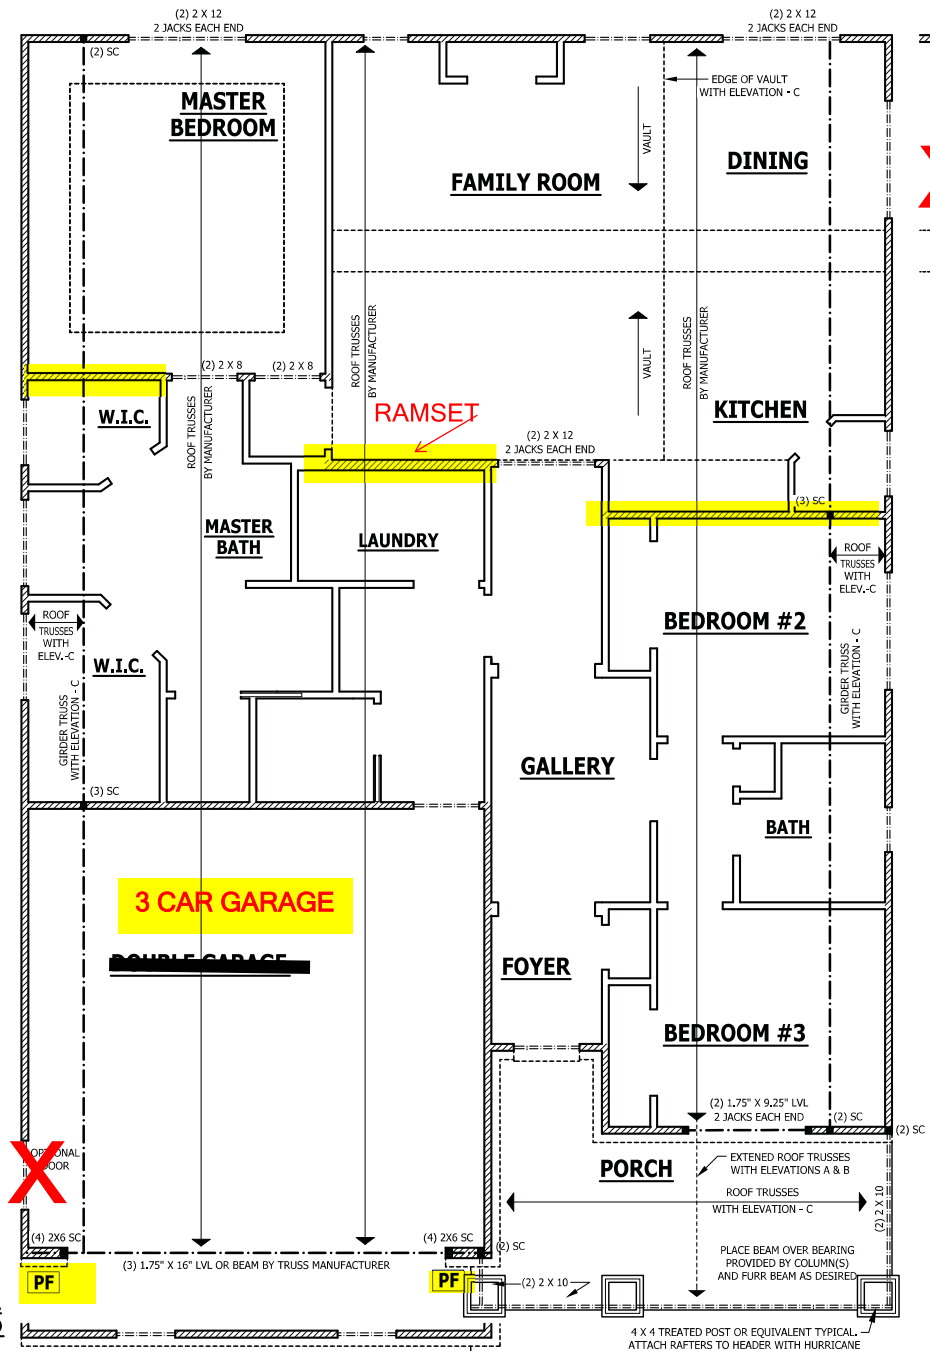 (2) 2 X 12
2 JACKS EACH END
(2) 2 X 12
2 JACKS EACH END
(2) SC
MASTER
BEDROOM
EDGE OF VAULT
WITH ELEVATION - C
VAULT
FAMILY ROOM
DINING
ROOF TRUSSES
BY MANUFACTURER
ROOF TRUSSES
BY MANUFACTURER
VAULT
(2) 2 X 8
(2) 2 X 8
ROOF TRUSSES
BY MANUFACTURER
W.I.C.
RAMSET
KITCHEN
(2) 2 X 12
2 JACKS EACH END
(3) SC
MASTER
BATH
LAUNDRY
ROOF
TRUSSES
WITH
ELEV.-C
ROOF
TRUSSES
WITH
ELEV.-C
BEDROOM #2
W.I.C.
GIRDER TRUSS
WITH ELEVATION - C
GIRDER TRUSS
WITH ELEVATION - C
GALLERY
(3) SC
BATH
3 CAR GARAGE
DOUBLE GARAGE
FOYER
BEDROOM #3
(2) 1.75" X 9.25" LVL
2 JACKS EACH END
(2) SC
(2) SC
X
OPTIONAL
DOOR
PORCH
EXTENED ROOF TRUSSES
WITH ELEVATIONS A & B
ROOF TRUSSES
WITH ELEVATION - C
(2) 2 X 10
(4) 2X6 SC
(4) 2X6 SC
(2) SC
(3) 1.75" X 16" LVL OR BEAM BY TRUSS MANUFACTURER
PLACE BEAM OVER BEARING
PROVIDED BY COLUMN(S)
AND FURR BEAM AS DESIRED
PF
PF
(2) 2 X 10
4 X 4 TREATED POST OR EQUIVALENT TYPICAL.
ATTACH RAFTERS TO HEADER WITH HURRICANE